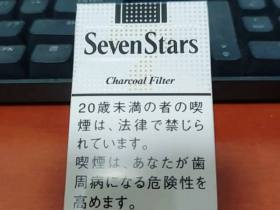 SevenStars
Charcoal Filter
20歳未満の者の喫
煙は、法律で禁じら
れています。
喫煙は、あなたが歯
周病になる危険性を
高めます。